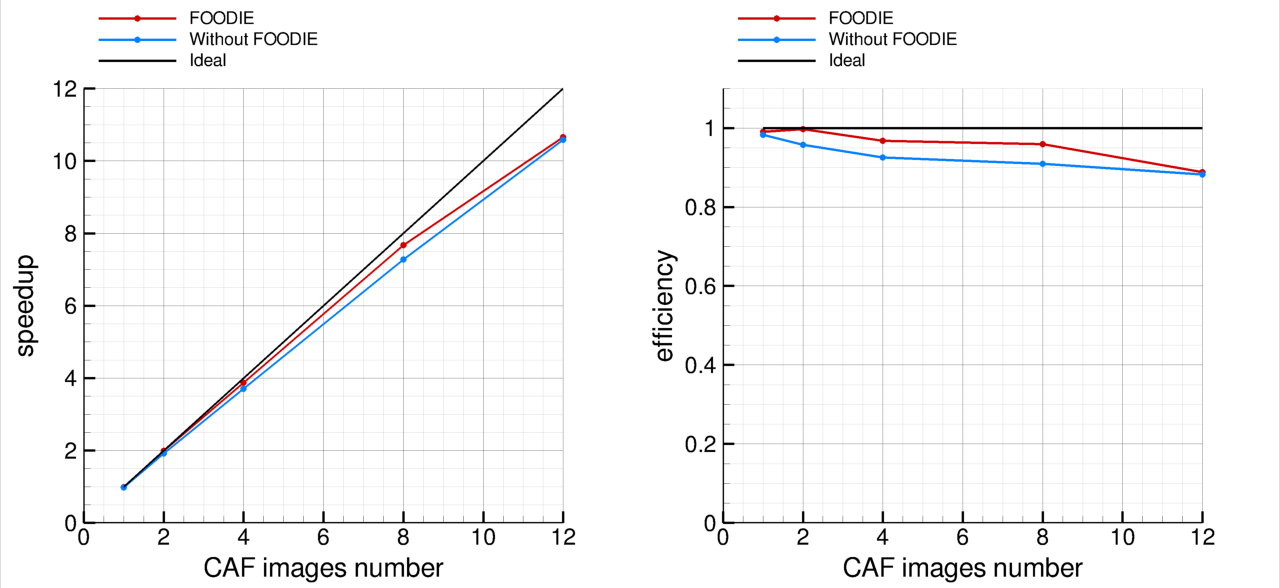 FOODIE
Without FOODIE
Ideal
12
10
8
6
4
2
0
speedup
0 2 4 6 8 10 12
CAF images number
FOODIE
Without FOODIE
Ideal
1
0.8
0.6
0.4
0.2
0
efficiency
0 2 4 6 8 10 12
CAF images number